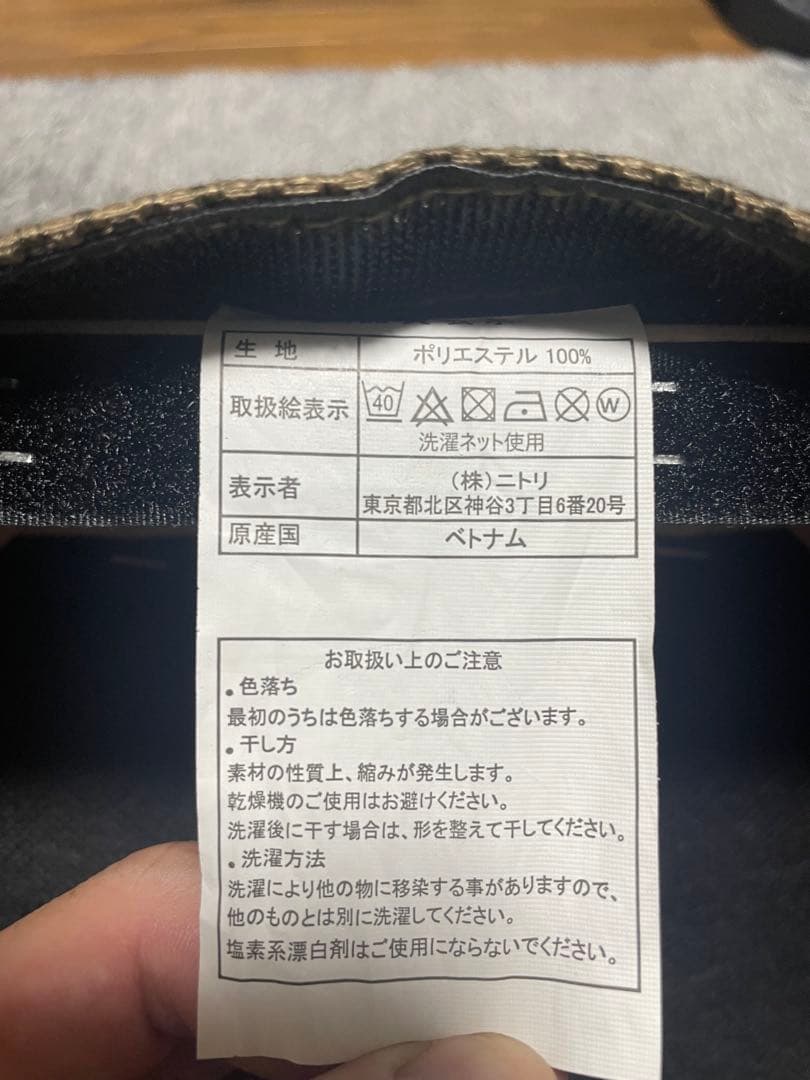 生 地 ポリエステル 100%
取扱絵表示 40 W
洗濯ネット使用
表示者 (株)ニトリ
東京都北区神谷3丁目6番20号
原産国 ベトナム
お取扱い上のご注意
・色落ち
最初のうちは色落ちする場合がございます。
・干し方
素材の性質上、縮みが発生します。
乾燥機のご使用はお避けください。
洗濯後に干す場合は、形を整えて干してください。
・洗濯方法
洗濯により他の物に移染する事がありますので、
他のものとは別に洗濯してください。
塩素系漂白剤はご使用にならないでください。